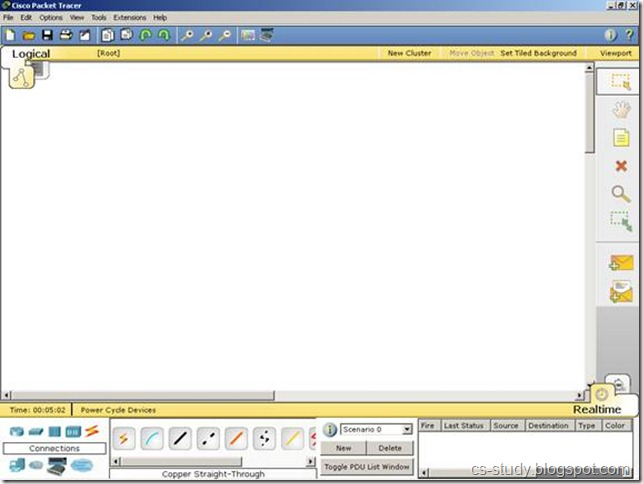 Cisco Packet Tracer
File Edit Options View Tools Extensions Help
Logical [Root] New Cluster Move Object Set Tiled Background Viewport
Time: 00:05:02 Power Cycle Devices Realtime
Scenario 0
Fire Last Status Source Destination Type Color
Connections
New Delete
Toggle PDU List Window
Copper Straight-Through
cs-study.blogspot.com